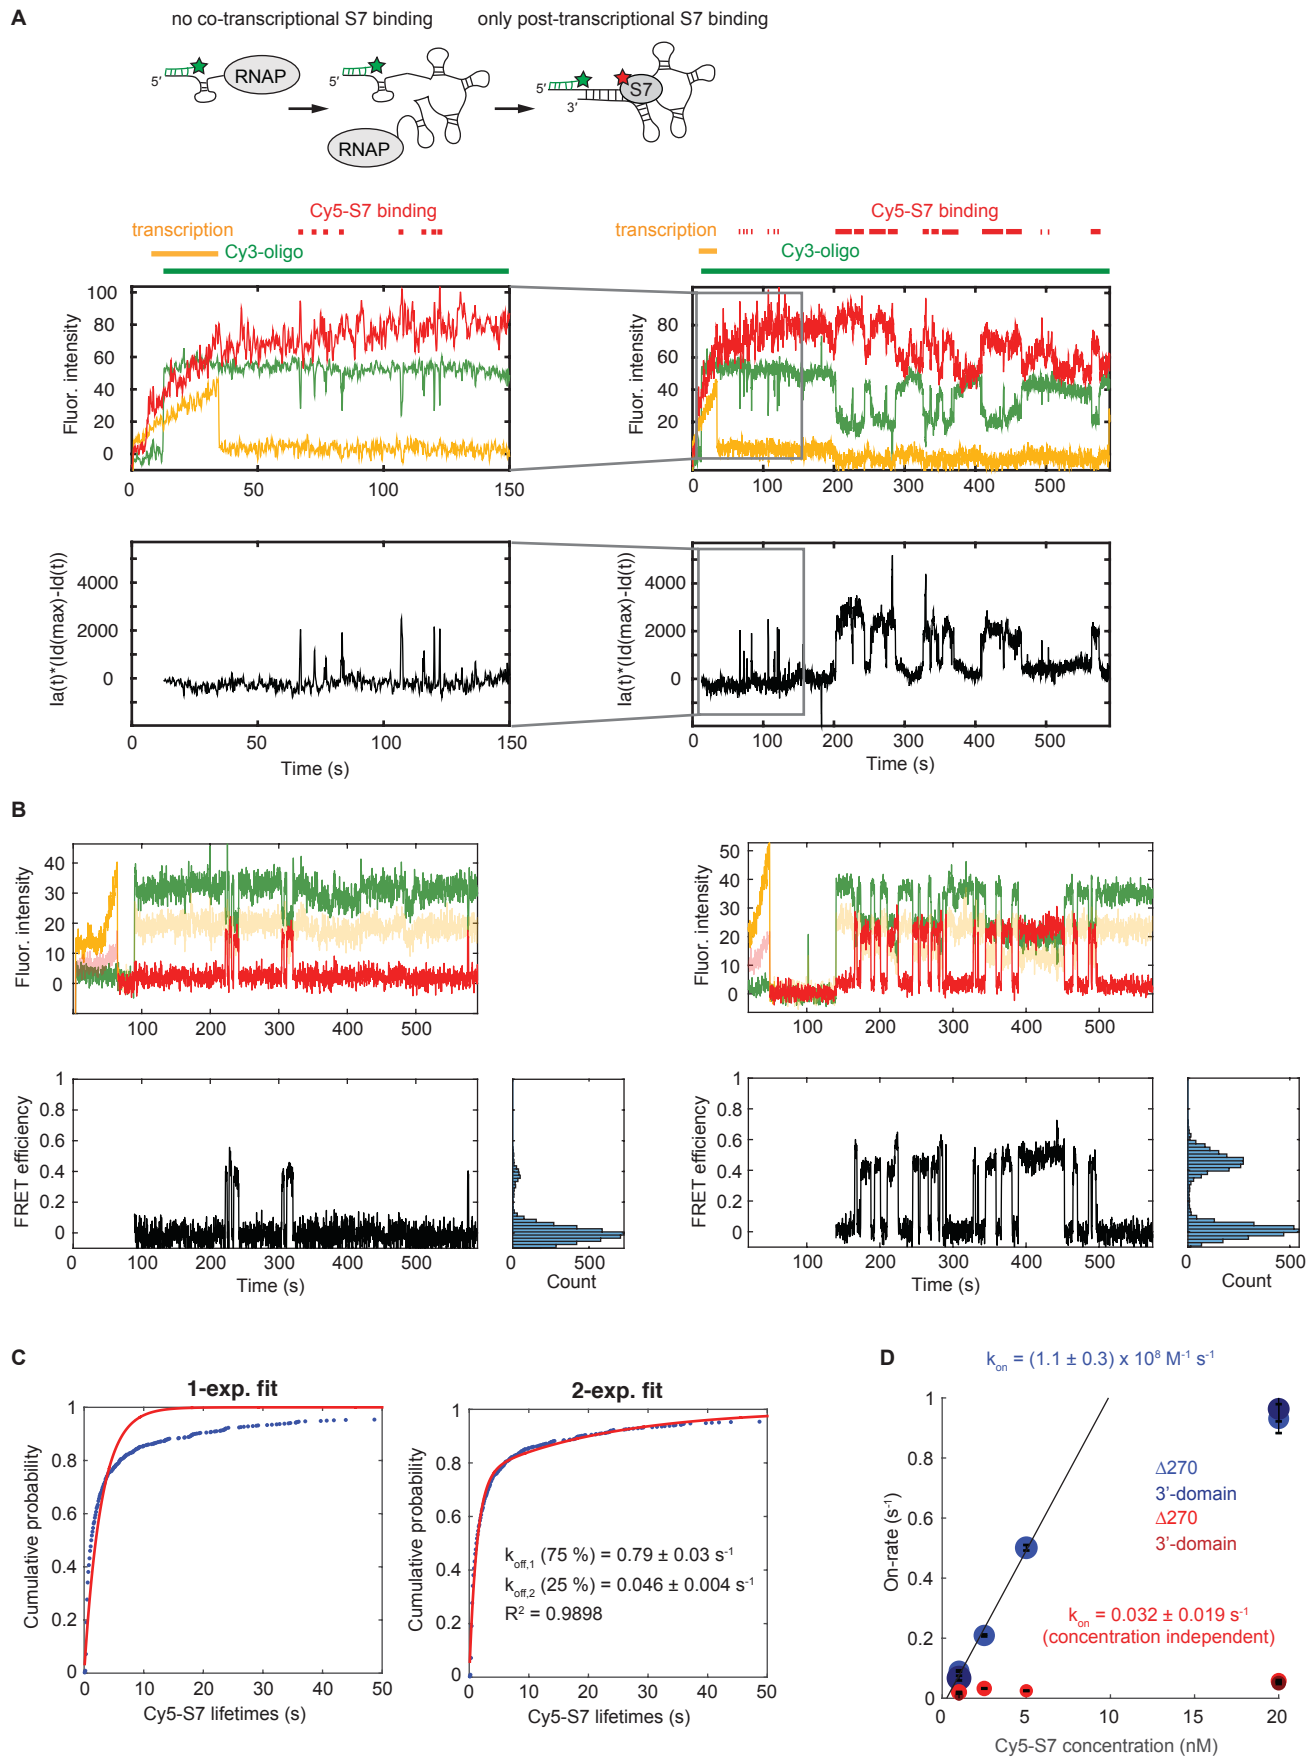 A
no co-transcriptional S7 binding
only post-transcriptional S7 binding
5′
RNAP
5′
RNAP
5′
3′
S7
Cy5-S7 binding
transcription
Cy3-oligo
Cy5-S7 binding
transcription
Cy3-oligo
Fluor. intensity
100
80
60
40
20
0
0
50
100
150
Fluor. intensity
100
80
60
40
20
0
0
100
200
300
400
500
Ia(t)*(Id(max)-Id(t))
4000
2000
0
0
50
100
150
Time (s)
Ia(t)*(Id(max)-Id(t))
4000
2000
0
0
100
200
300
400
500
Time (s)
B
Fluor. intensity
40
30
20
10
0
100
200
300
400
500
Fluor. intensity
50
40
30
20
10
0
100
200
300
400
500
FRET efficiency
1
0.8
0.6
0.4
0.2
0
100
200
300
400
500
Time (s)
0
500
Count
FRET efficiency
1
0.8
0.6
0.4
0.2
0
100
200
300
400
500
Time (s)
0
500
Count
C
1-exp. fit
Cumulative probability
1
0.8
0.6
0.4
0.2
0
0
10
20
30
40
50
Cy5-S7 lifetimes (s)
2-exp. fit
Cumulative probability
1
0.8
0.6
0.4
0.2
0
k_off,1 (75 %) = 0.79 ± 0.03 s⁻¹
k_off,2 (25 %) = 0.046 ± 0.004 s⁻¹
R² = 0.9898
0
10
20
30
40
50
Cy5-S7 lifetimes (s)
D
k_on = (1.1 ± 0.3) x 10⁸ M⁻¹ s⁻¹
On-rate (s⁻¹)
1
0.8
0.6
0.4
0.2
0
Δ270
3'-domain
Δ270
3'-domain
k_on = 0.032 ± 0.019 s⁻¹
(concentration independent)
0
5
10
15
20
Cy5-S7 concentration (nM)